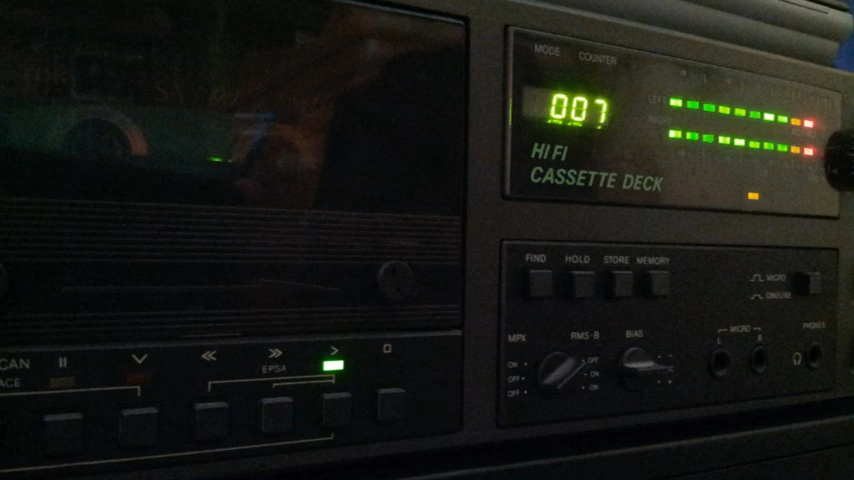 MODE COUNTER
007
LEFT
RIGHT
HI FI
CASSETTE DECK
FIND HOLD STORE MEMORY
MICRO
DIN/LINE
MPX RMS-B BIAS MICRO PHONES
L R
ON OFF
OFF ON
OFF ON
CAN
EPSA
ACE